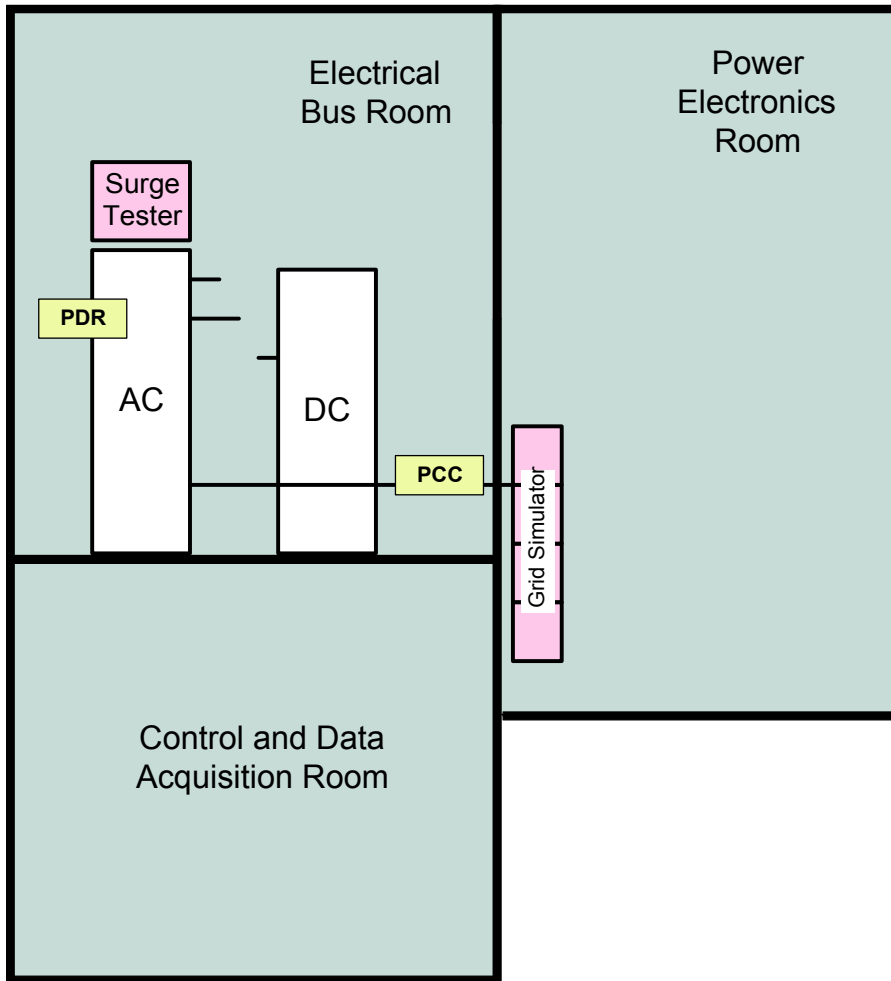 Electrical
Bus Room
Power
Electronics
Room
Surge
Tester
PDR
AC
DC
PCC
Grid Simulator
Control and Data
Acquisition Room